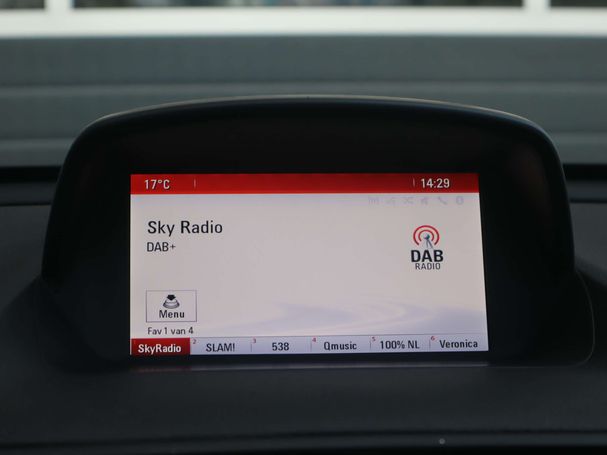 17°C 14:29
Sky Radio
DAB+
DAB
RADIO
Menu
Fav 1 van 4
SkyRadio 2 SLAM! 3 538 4 Qmusic 5 100% NL 6 Veronica